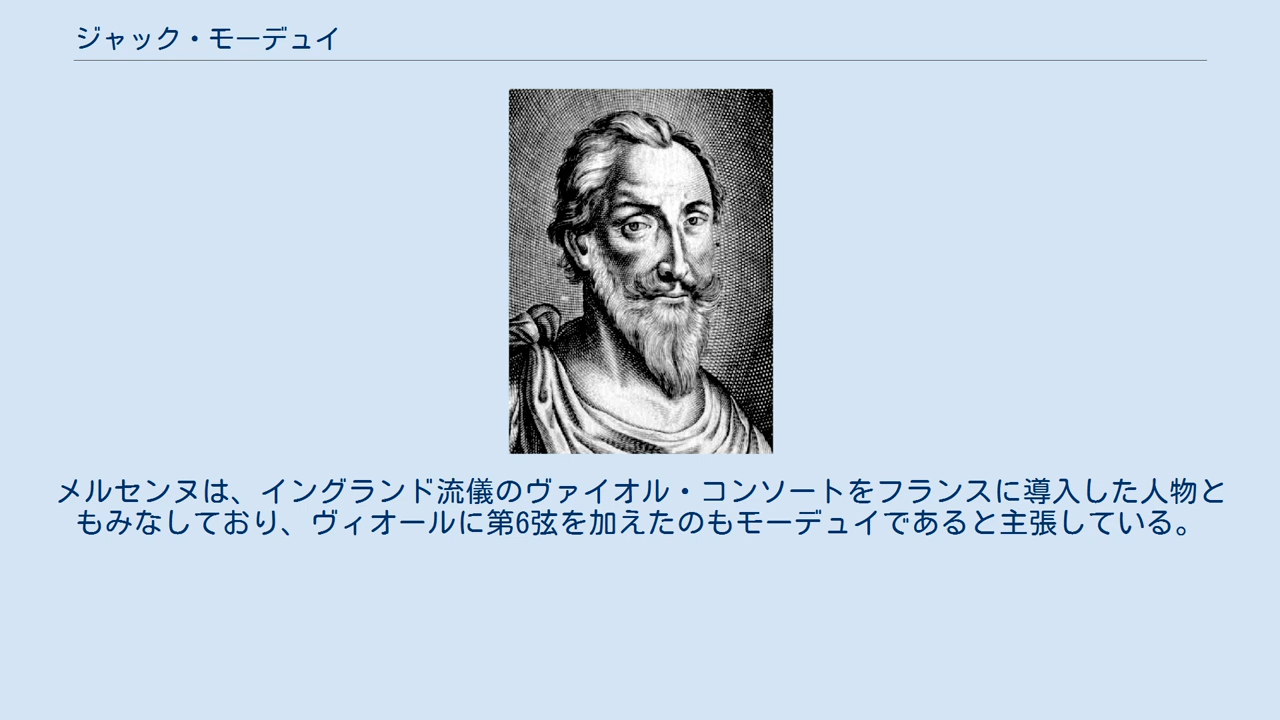 ジャック・モーデュイ
メルセンヌは、イングランド流儀のヴァイオル・コンソートをフランスに導入した人物と
もみなしており、ヴィオールに第6弦を加えたのもモーデュイであると主張している。